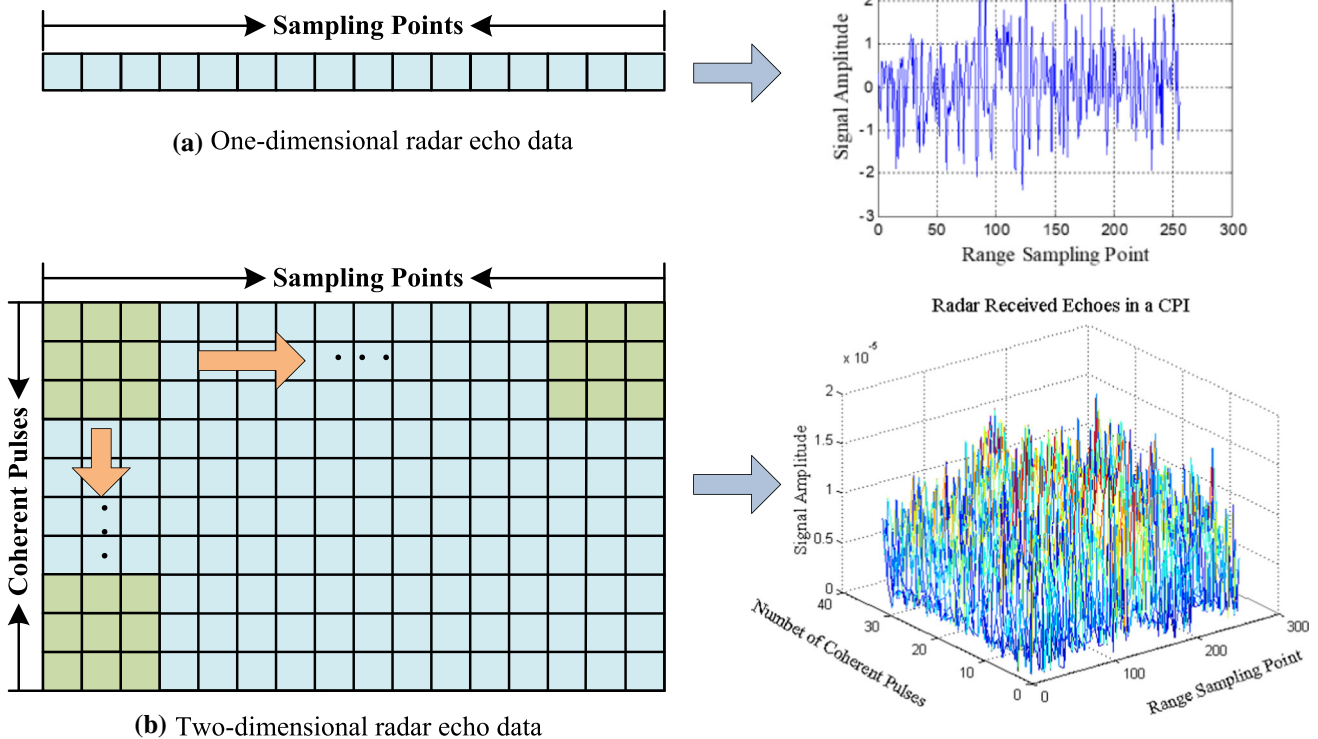 Sampling Points
(a) One-dimensional radar echo data
2
1
0
-1
-2
-3
Signal Amplitude
0 50 100 150 200 250 300
Range Sampling Point
Sampling Points
Coherent Pulses
(b) Two-dimensional radar echo data
Radar Received Echoes in a CPI
x 10^-5
2
1.5
1
0.5
0
Signal Amplitude
40
30
20
10
0
Numbet of Coherent Pulses
0
100
200
300
Range Sampling Point